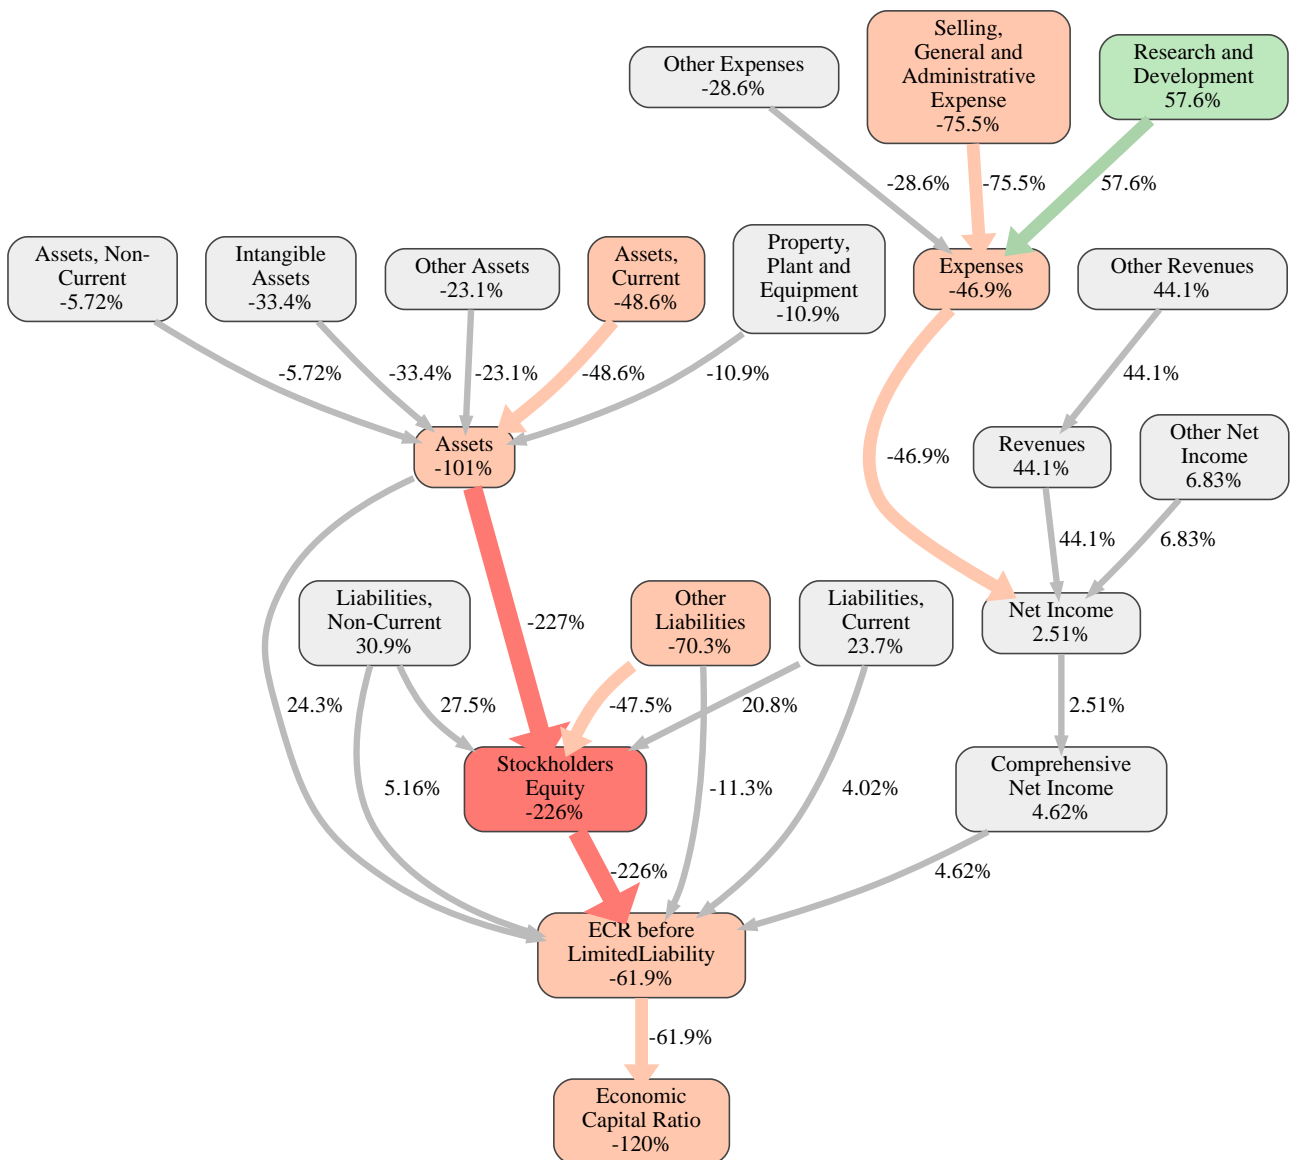 Selling,
General and
Administrative
Expense
-75.5%
Other Expenses
-28.6%
Research and
Development
57.6%
-28.6%
-75.5%
57.6%
Assets, Non-
Current
-5.72%
Intangible
Assets
-33.4%
Other Assets
-23.1%
Assets,
Current
-48.6%
Property,
Plant and
Equipment
-10.9%
Expenses
-46.9%
Other Revenues
44.1%
-5.72%
-33.4%
-23.1%
-48.6%
-10.9%
44.1%
Assets
-101%
-46.9%
Revenues
44.1%
Other Net
Income
6.83%
44.1%
6.83%
Liabilities,
Non-Current
30.9%
-227%
Other
Liabilities
-70.3%
Liabilities,
Current
23.7%
Net Income
2.51%
24.3%
27.5%
-47.5%
20.8%
2.51%
5.16%
Stockholders
Equity
-226%
-11.3%
4.02%
Comprehensive
Net Income
4.62%
-226%
4.62%
ECR before
LimitedLiability
-61.9%
-61.9%
Economic
Capital Ratio
-120%